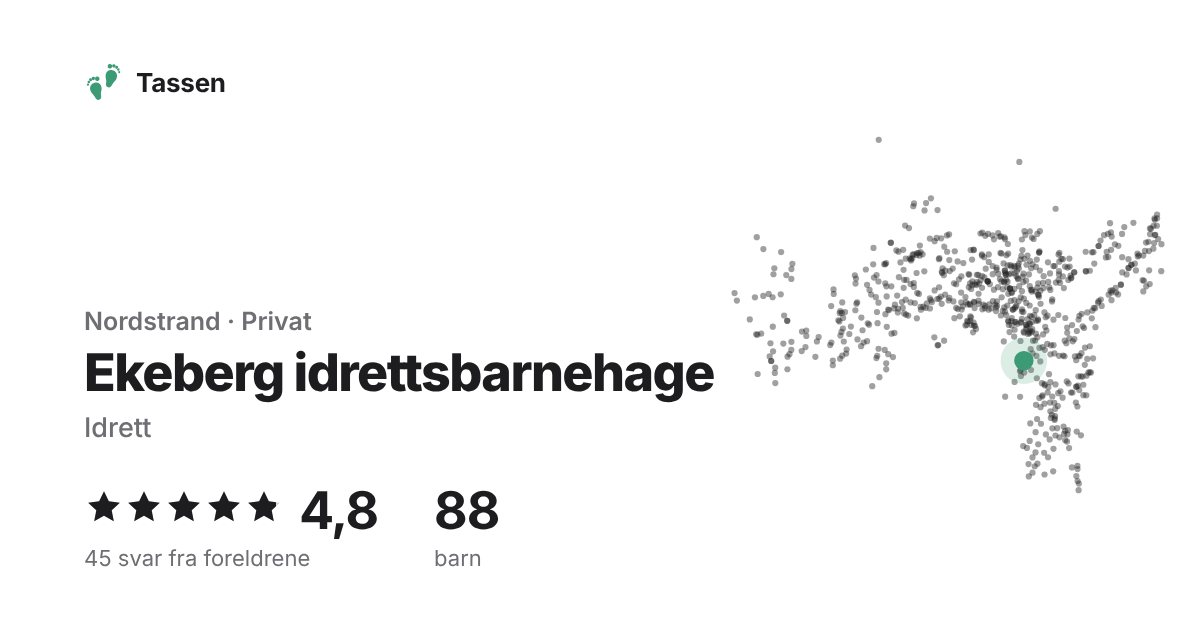 Tassen
Nordstrand · Privat
Ekeberg idrettsbarnehage
Idrett
4,8
88
45 svar fra foreldrene
barn